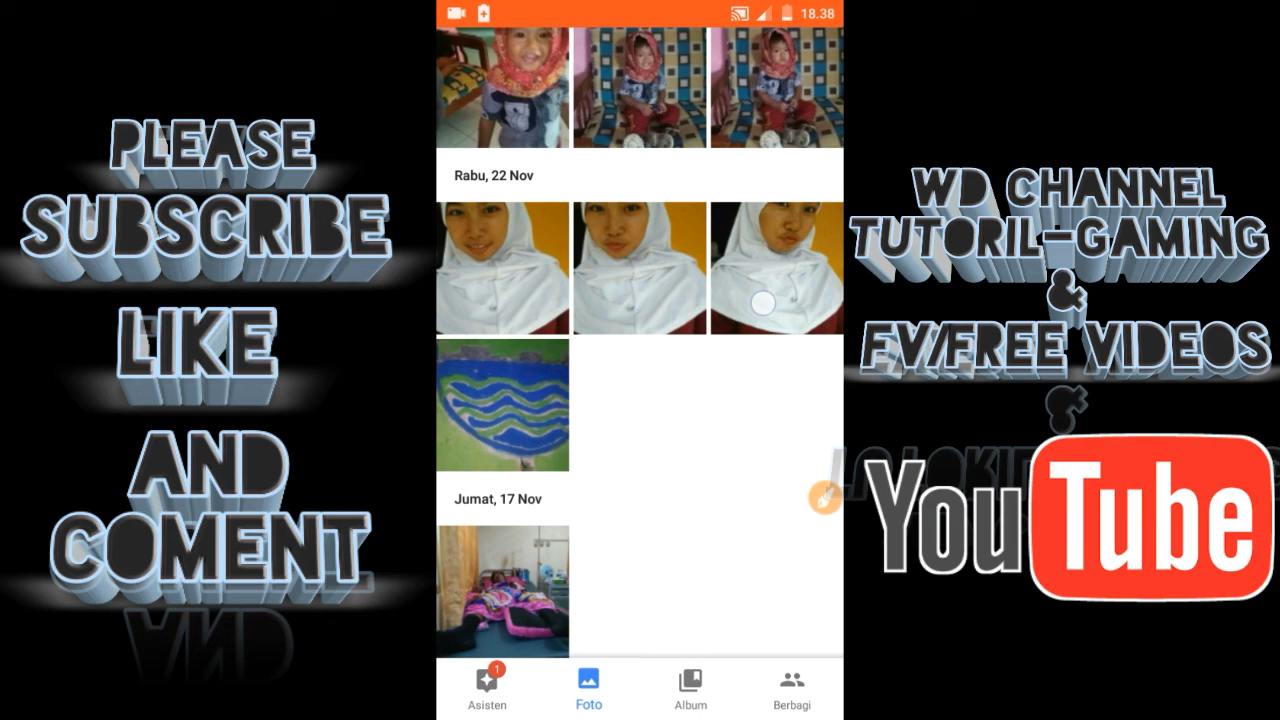 18.38
PLEASE
SUBSCRIBE
LIKE
AND
COMENT
Rabu, 22 Nov
Jumat, 17 Nov
1
Asisten
Foto
Album
Berbagi
WD CHANNEL
TUTORIL-GAMING
&
FV/FREE VIDEOS
&
YouTube